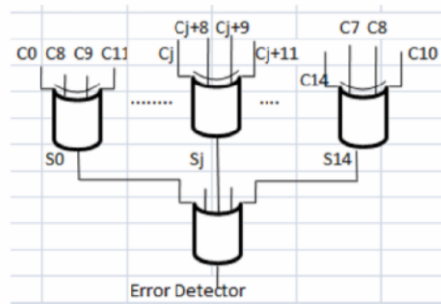 Cj+8 Cj+9 C7 C8
C0 C8 C9 C11 Cj Cj+11 C10
C14
........ ....
S0 Sj S14
Error Detector